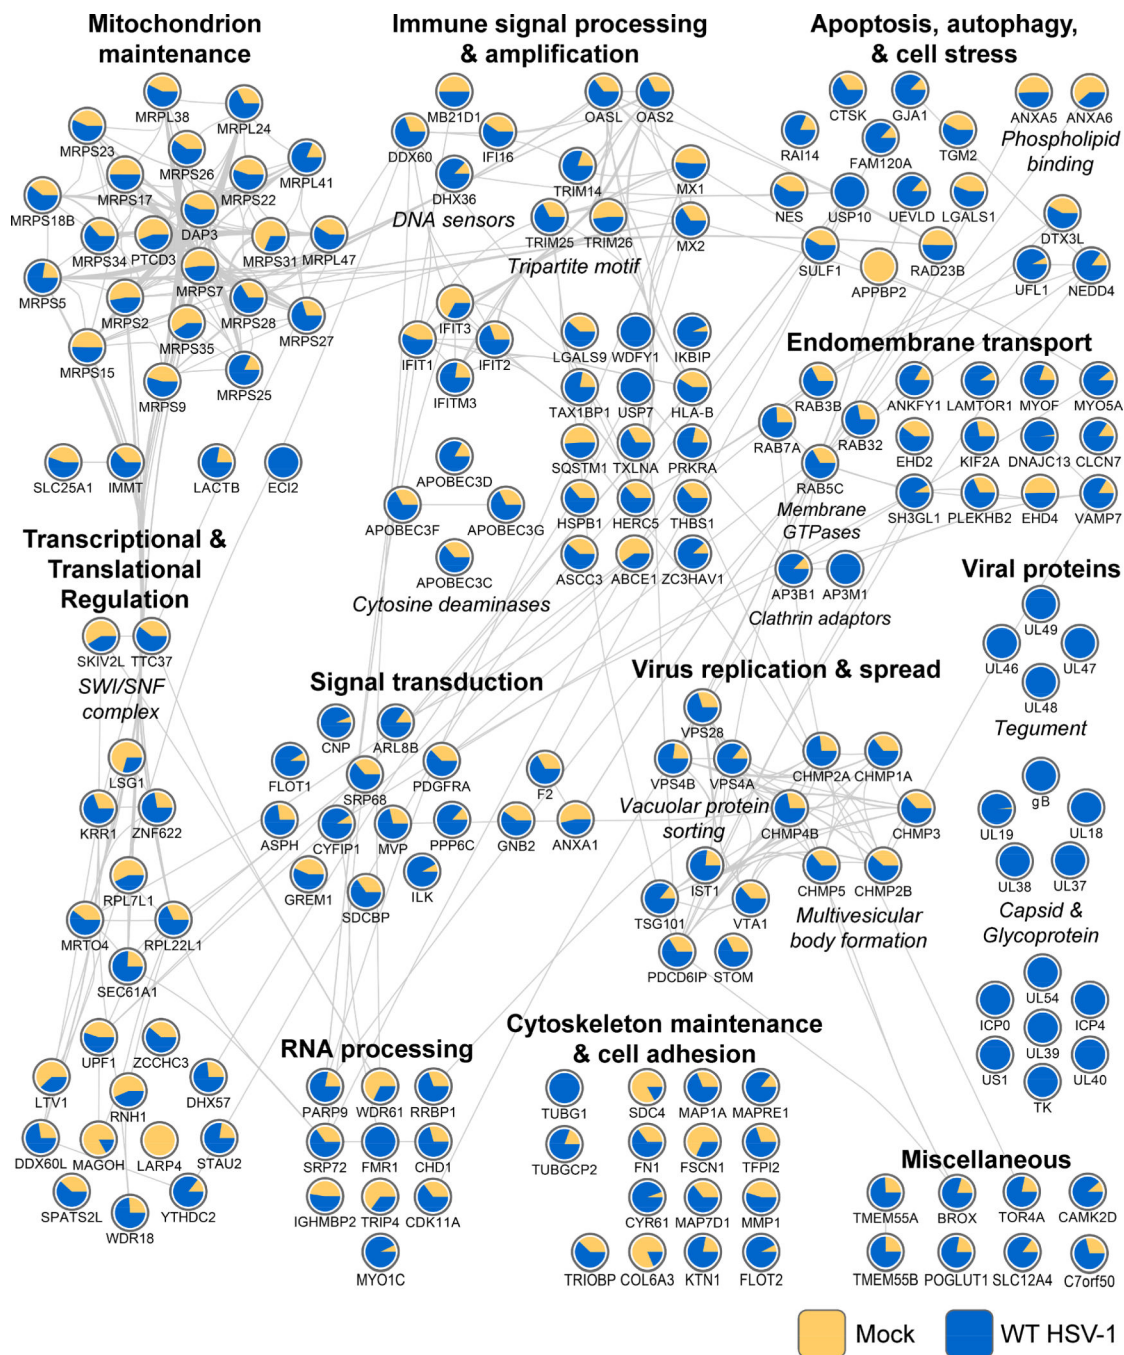 Mitochondrion
maintenance
MRPL38
MRPL24
MRPS23
MRPS26
MRPL41
MRPS17
MRPS22
MRPS18B
DAP3
MRPS34
PTCD3
MRPS31
MRPL47
MRPS7
MRPS5
MRPS2
MRPS28
MRPS35
MRPS27
MRPS15
MRPS9
MRPS25
SLC25A1
IMMT
LACTB
ECI2
Immune signal processing
& amplification
MB21D1
OASL
OAS2
DDX60
IFI16
DHX36
TRIM14
MX1
DNA sensors
TRIM25
TRIM26
MX2
Tripartite motif
IFIT3
IFIT1
IFIT2
IFITM3
LGALS9
WDFY1
IKBIP
TAX1BP1
USP7
HLA-B
SQSTM1
TXLNA
PRKRA
APOBEC3D
APOBEC3F
APOBEC3G
HSPB1
HERC5
THBS1
APOBEC3C
ASCC3
ABCE1
ZC3HAV1
Cytosine deaminases
Apoptosis, autophagy,
& cell stress
CTSK
GJA1
ANXA5
ANXA6
Phospholipid
binding
RAI14
FAM120A
TGM2
NES
USP10
UEVLD
LGALS1
DTX3L
SULF1
RAD23B
APPBP2
UFL1
NEDD4
Endomembrane transport
RAB3B
ANKFY1
LAMTOR1
MYOF
MYO5A
RAB7A
RAB32
EHD2
KIF2A
DNAJC13
CLCN7
RAB5C
Membrane
GTPases
SH3GL1
PLEKHB2
EHD4
VAMP7
AP3B1
AP3M1
Clathrin adaptors
Transcriptional &
Translational
Regulation
SKIV2L
TTC37
SWI/SNF
complex
LSG1
KRR1
ZNF622
RPL7L1
MRTO4
RPL22L1
SEC61A1
UPF1
ZCCHC3
LTV1
RNH1
DHX57
DDX60L
MAGOH
LARP4
STAU2
SPATS2L
YTHDC2
WDR18
Signal transduction
CNP
ARL8B
FLOT1
SRP68
PDGFRA
F2
ASPH
CYFIP1
MVP
PPP6C
GNB2
ANXA1
GREM1
SDCBP
ILK
Virus replication & spread
VPS28
VPS4B
VPS4A
CHMP2A
CHMP1A
Vacuolar protein
sorting
CHMP4B
CHMP3
IST1
CHMP5
CHMP2B
TSG101
VTA1
Multivesicular
body formation
PDCD6IP
STOM
Viral proteins
UL49
UL46
UL47
UL48
Tegument
gB
UL19
UL18
UL38
UL37
Capsid &
Glycoprotein
UL54
ICP0
ICP4
UL39
US1
UL40
TK
RNA processing
PARP9
WDR61
RRBP1
SRP72
FMR1
CHD1
IGHMBP2
TRIP4
CDK11A
MYO1C
Cytoskeleton maintenance
& cell adhesion
TUBG1
SDC4
MAP1A
MAPRE1
TUBGCP2
FN1
FSCN1
TFPI2
CYR61
MAP7D1
MMP1
TRIOBP
COL6A3
KTN1
FLOT2
Miscellaneous
TMEM55A
BROX
TOR4A
CAMK2D
TMEM55B
POGLUT1
SLC12A4
C7orf50
Mock
WT HSV-1